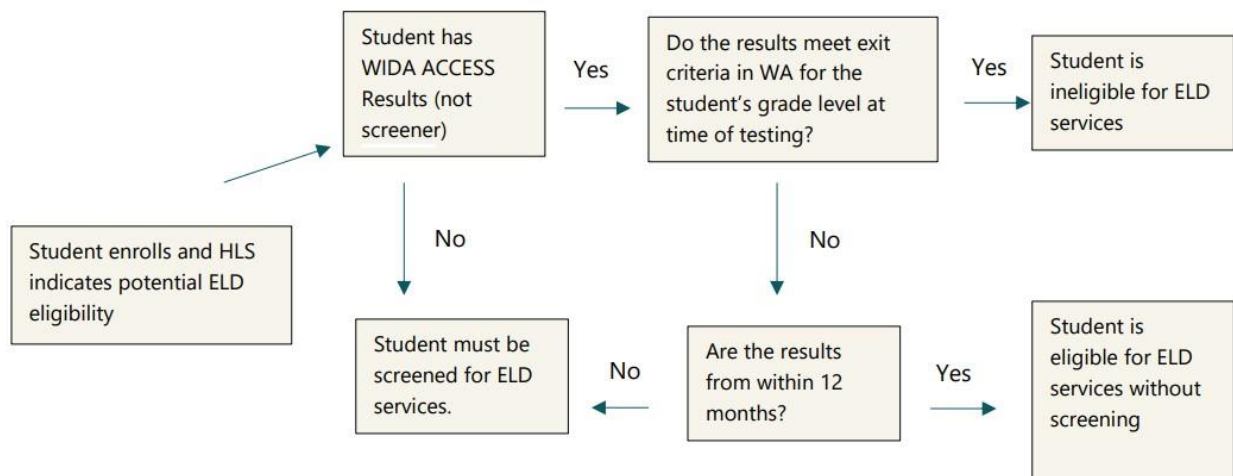 Student has
WIDA ACCESS
Results (not
screener)
Yes
Do the results meet exit
criteria in WA for the
student’s grade level at
time of testing?
Yes
Student is
ineligible for ELD
services
Student enrolls and HLS
indicates potential ELD
eligibility
No
No
Student must be
screened for ELD
services.
No
Are the results
from within 12
months?
Yes
Student is
eligible for ELD
services without
screening